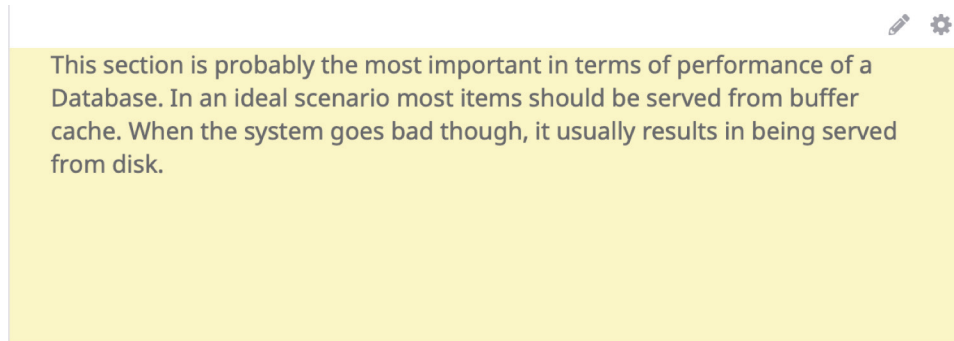 This section is probably the most important in terms of performance of a
Database. In an ideal scenario most items should be served from buffer
cache. When the system goes bad though, it usually results in being served
from disk.